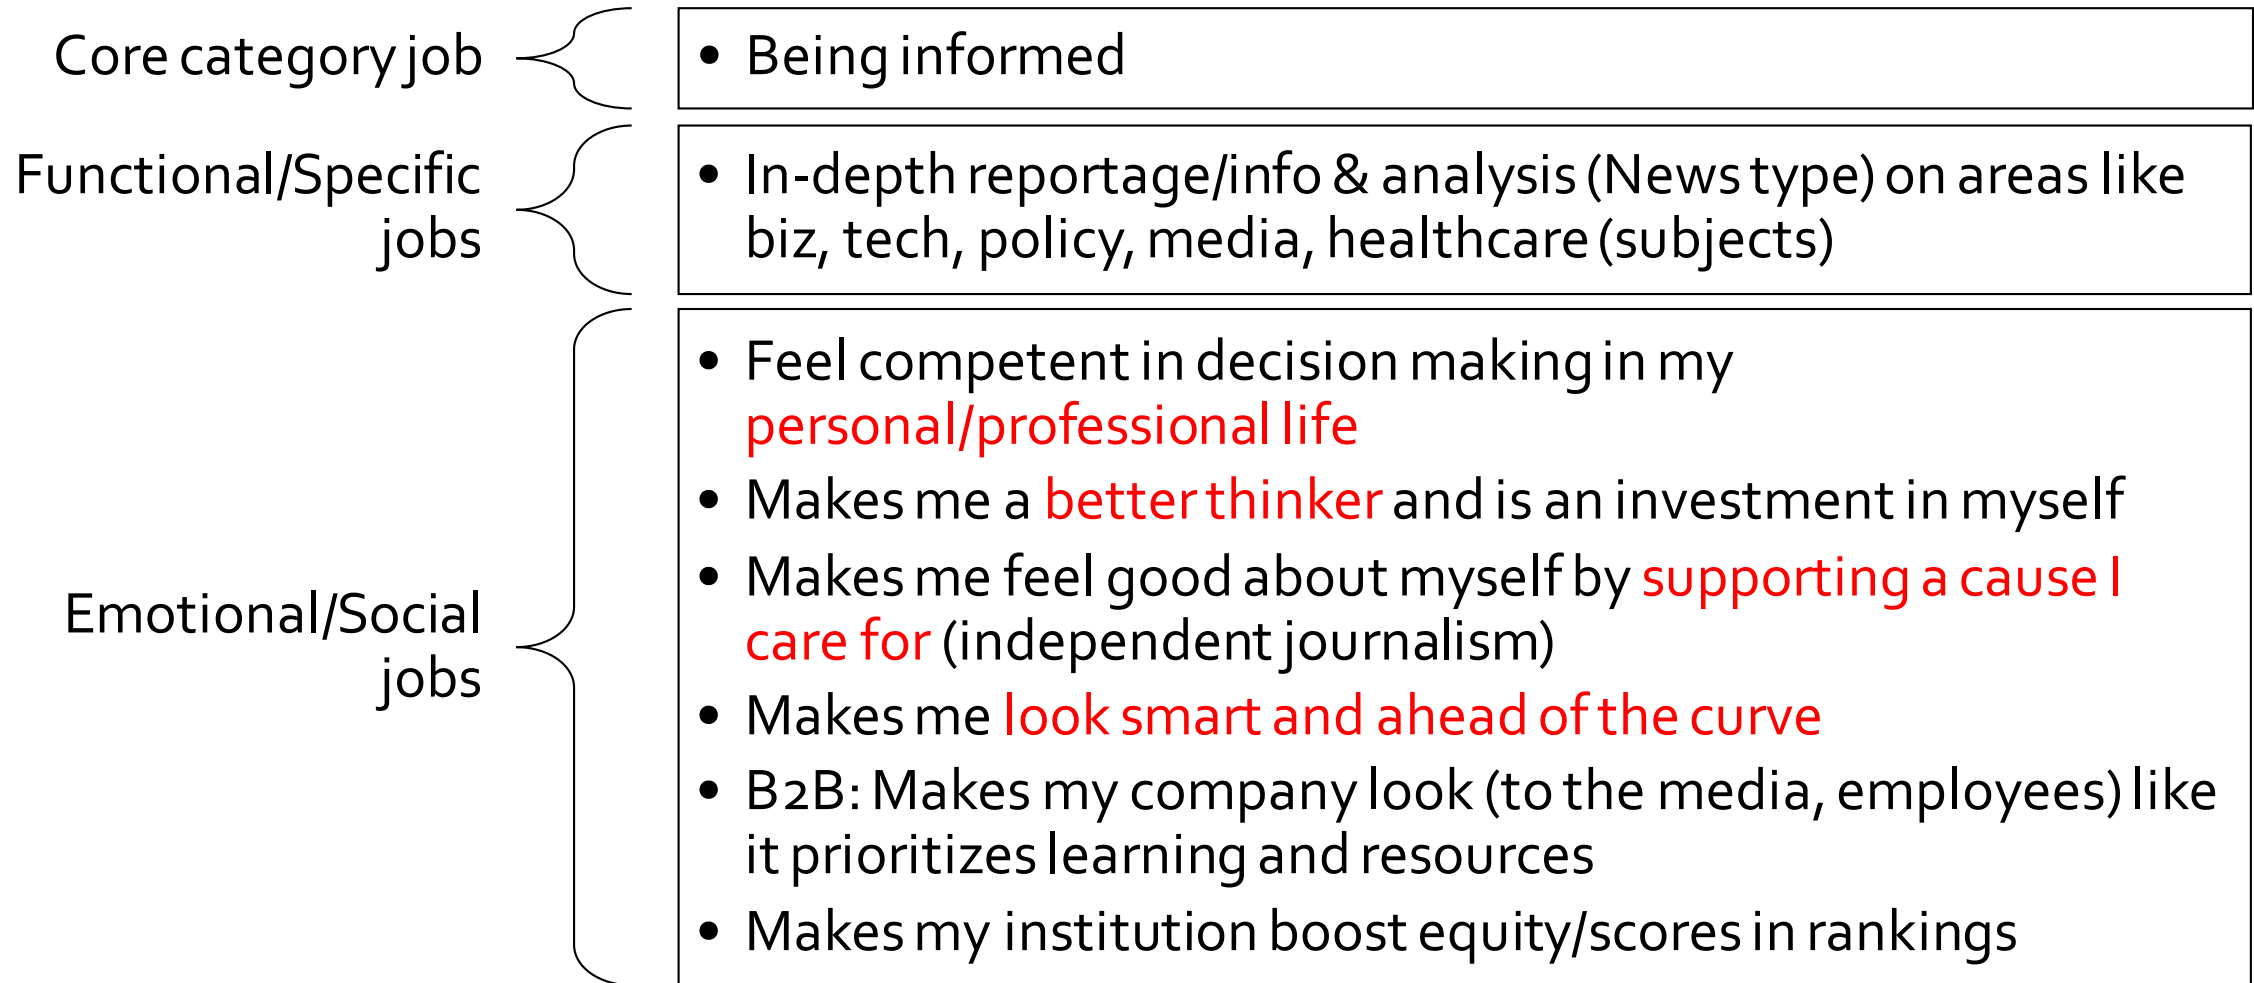 Core category job
• Being informed
Functional/Specific
jobs
• In-depth reportage/info & analysis (News type) on areas like
biz, tech, policy, media, healthcare (subjects)
Emotional/Social
jobs
• Feel competent in decision making in my
personal/professional life
• Makes me a better thinker and is an investment in myself
• Makes me feel good about myself by supporting a cause I
care for (independent journalism)
• Makes me look smart and ahead of the curve
• B2B: Makes my company look (to the media, employees) like
it prioritizes learning and resources
• Makes my institution boost equity/scores in rankings